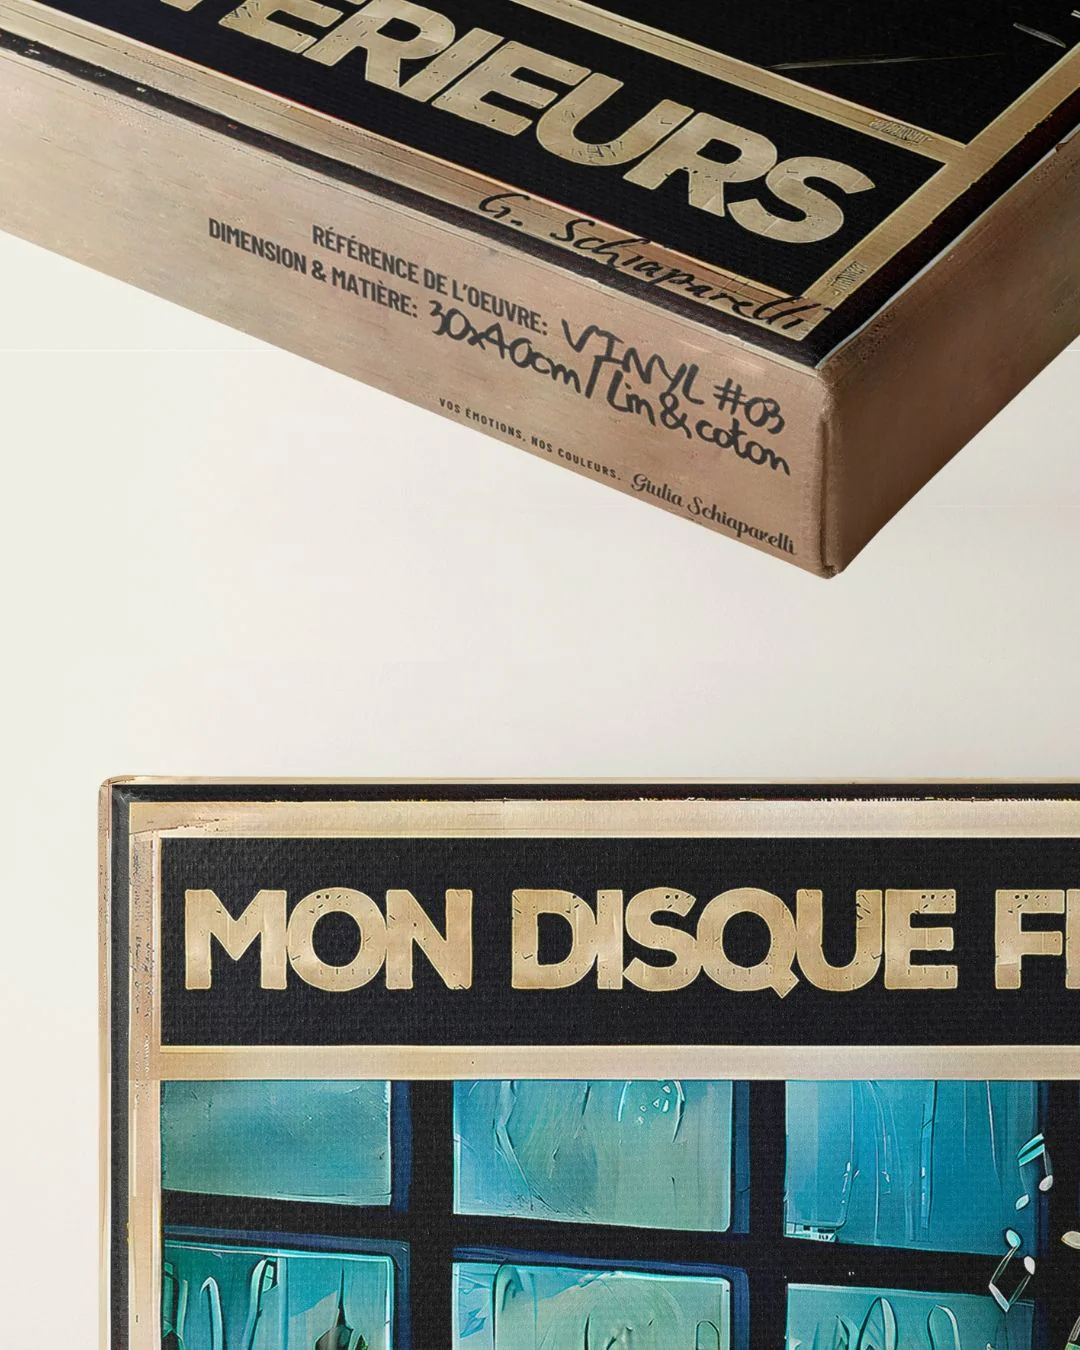 TERIEURS
G. Schiaparelli
RÉFÉRENCE DE L'OEUVRE: VINYL #03
DIMENSION & MATIÈRE: 30x40cm / Lin & coton
VOS ÉMOTIONS, NOS COULEURS. Giulia Schiaparelli
MON DISQUE F